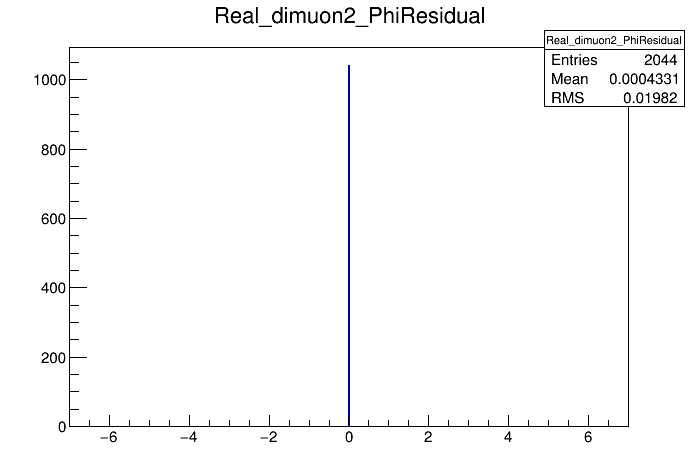 Real_dimuon2_PhiResidual
Real_dimuon2_PhiResidual
Entries 2044
Mean 0.0004331
RMS 0.01982
1000
800
600
400
200
0
−6 −4 −2 0 2 4 6